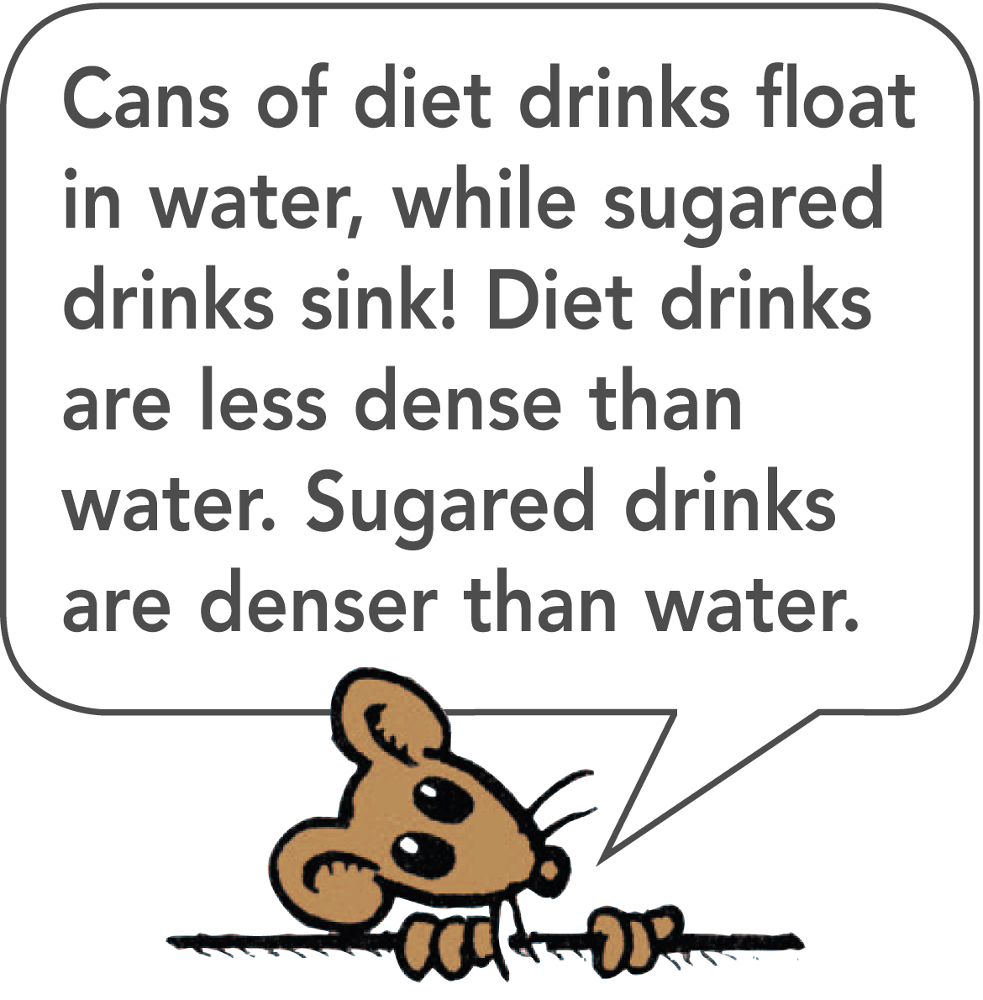 Cans of diet drinks float
in water, while sugared
drinks sink! Diet drinks
are less dense than
water. Sugared drinks
are denser than water.